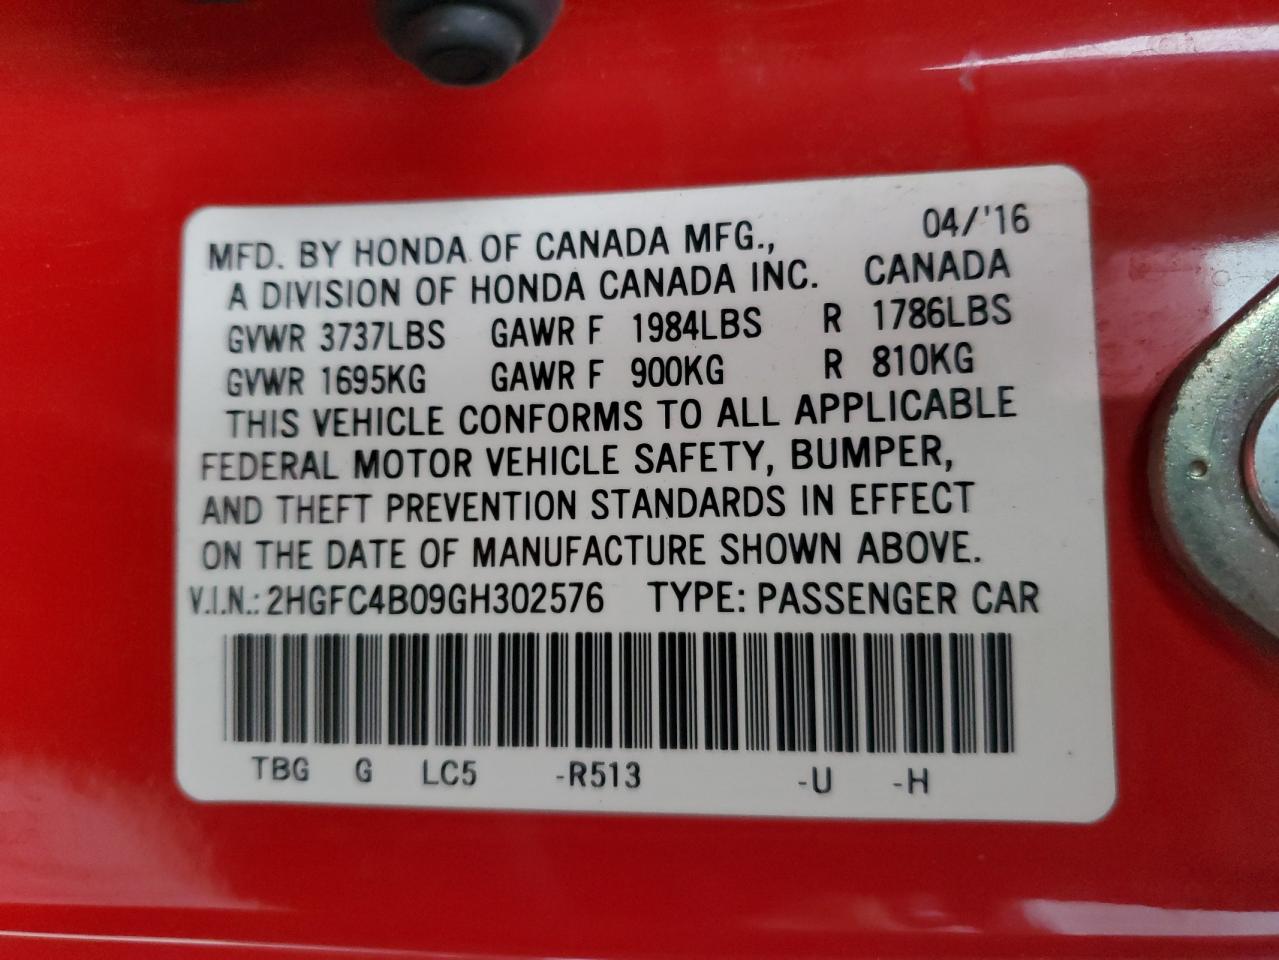 04/'16
MFD. BY HONDA OF CANADA MFG.,
A DIVISION OF HONDA CANADA INC. CANADA
GVWR 3737LBS GAWR F 1984LBS R 1786LBS
GVWR 1695KG GAWR F 900KG R 810KG
THIS VEHICLE CONFORMS TO ALL APPLICABLE
FEDERAL MOTOR VEHICLE SAFETY, BUMPER,
AND THEFT PREVENTION STANDARDS IN EFFECT
ON THE DATE OF MANUFACTURE SHOWN ABOVE.
V.I.N.: 2HGFC4B09GH302576 TYPE: PASSENGER CAR
TBG G LC5 -R513 -U -H